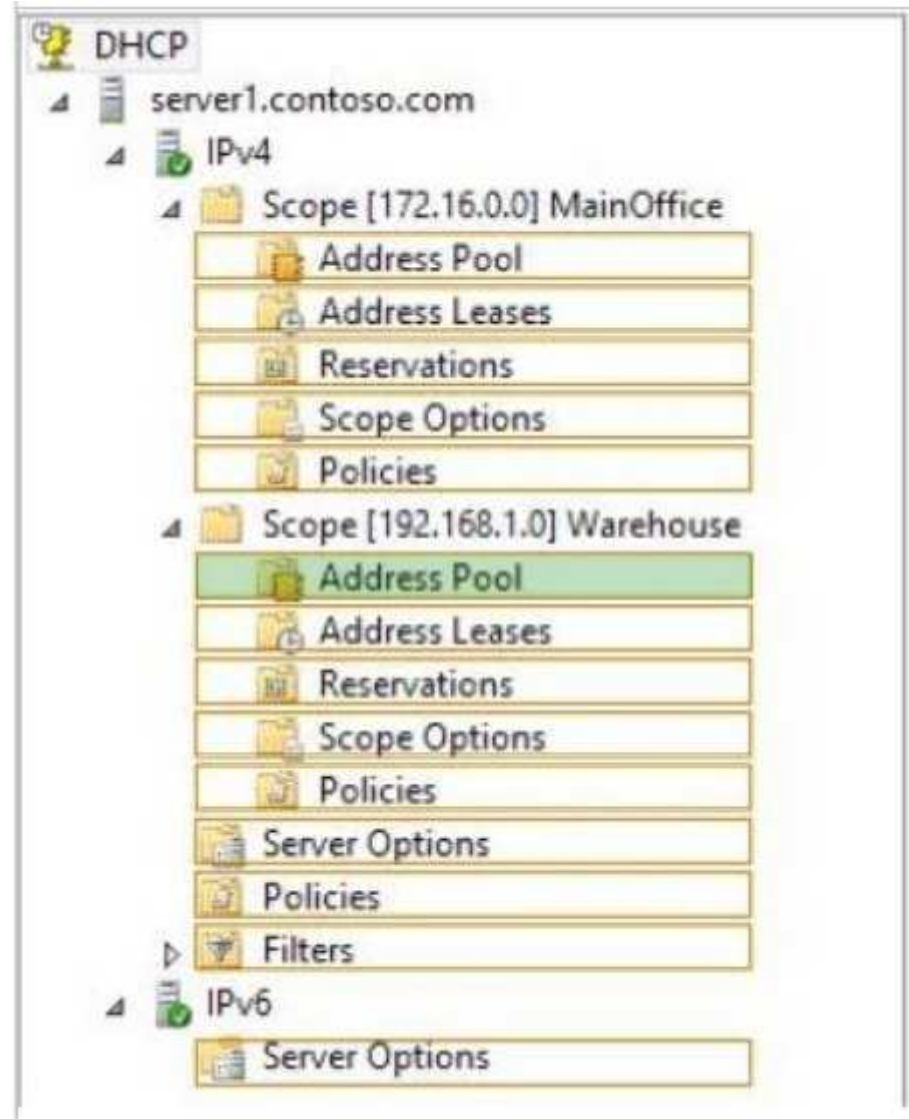 DHCP
server1.contoso.com
IPv4
Scope [172.16.0.0] MainOffice
Address Pool
Address Leases
Reservations
Scope Options
Policies
Scope [192.168.1.0] Warehouse
Address Pool
Address Leases
Reservations
Scope Options
Policies
Server Options
Policies
Filters
IPv6
Server Options